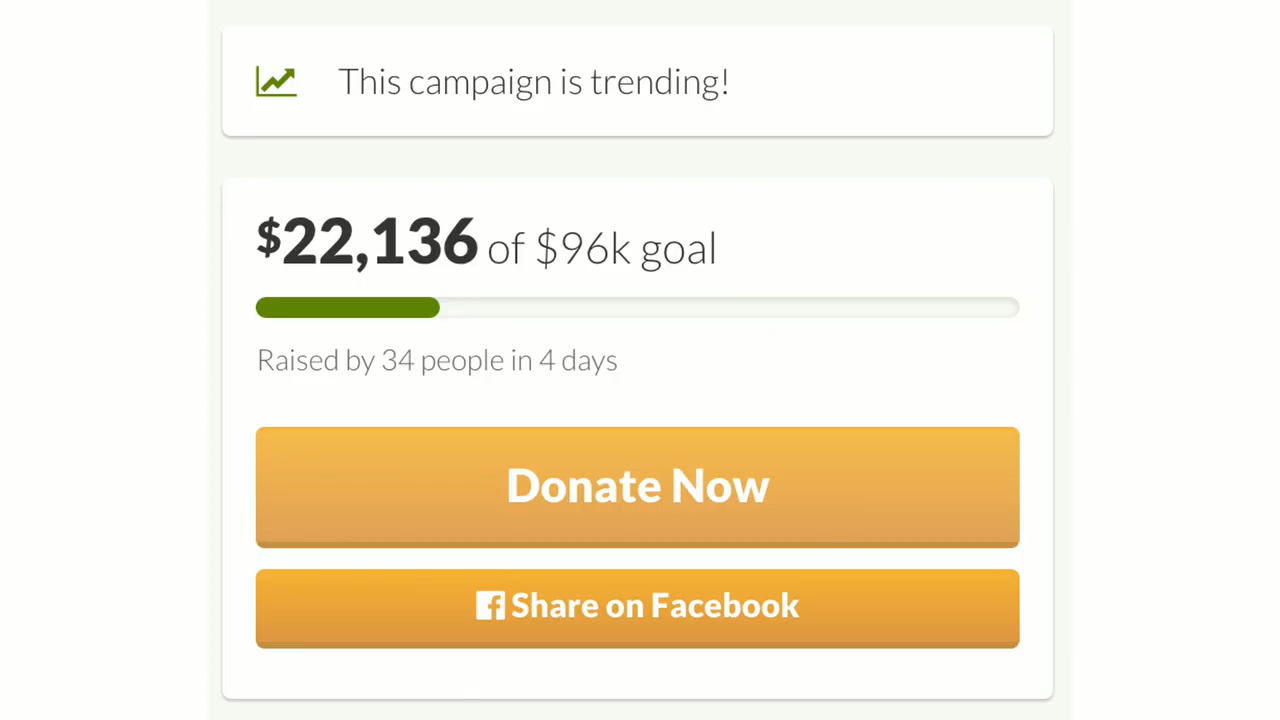 This campaign is trending!
$22,136 of $96k goal
Raised by 34 people in 4 days
Donate Now
Share on Facebook